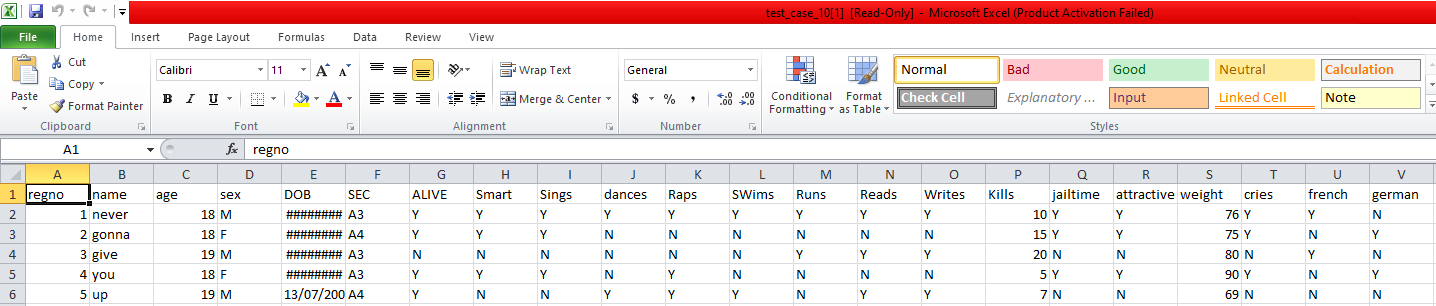 test_case_10[1] [Read-Only] - Microsoft Excel (Product Activation Failed)
File Home Insert Page Layout Formulas Data Review View
Paste Cut Copy Format Painter
Calibri 11 A A
B I U A
Wrap Text
Merge & Center
General
$ % , .00 .0
Conditional Formatting
Format as Table
Normal Bad Good Neutral Calculation
Check Cell Explanatory ... Input Linked Cell Note
Clipboard Font Alignment Number Styles
A1 fx regno
A B C D E F G H I J K L M N O P Q R S T U V
1 regno name age sex DOB SEC ALIVE Smart Sings dances Raps SWims Runs Reads Writes Kills jailtime attractive weight cries french german
2 1 never 18 M ######## A3 Y Y Y Y Y Y Y Y Y 10 Y Y 76 Y Y N
3 2 gonna 18 F ######## A4 Y Y Y N N N N N N 15 Y Y 75 Y N Y
4 3 give 19 M ######## A3 N N N N N N Y Y Y 20 N N 80 N Y N
5 4 you 18 F ######## A3 Y Y Y N Y N N N N 5 Y Y 90 Y N Y
6 5 up 19 M 13/07/200 A4 Y N N Y Y Y N Y Y 7 N N 69 N N N